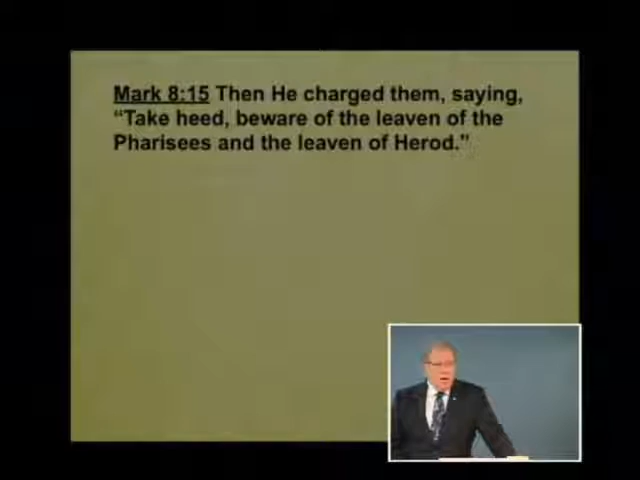 Mark 8:15 Then He charged them, saying,
“Take heed, beware of the leaven of the
Pharisees and the leaven of Herod.”